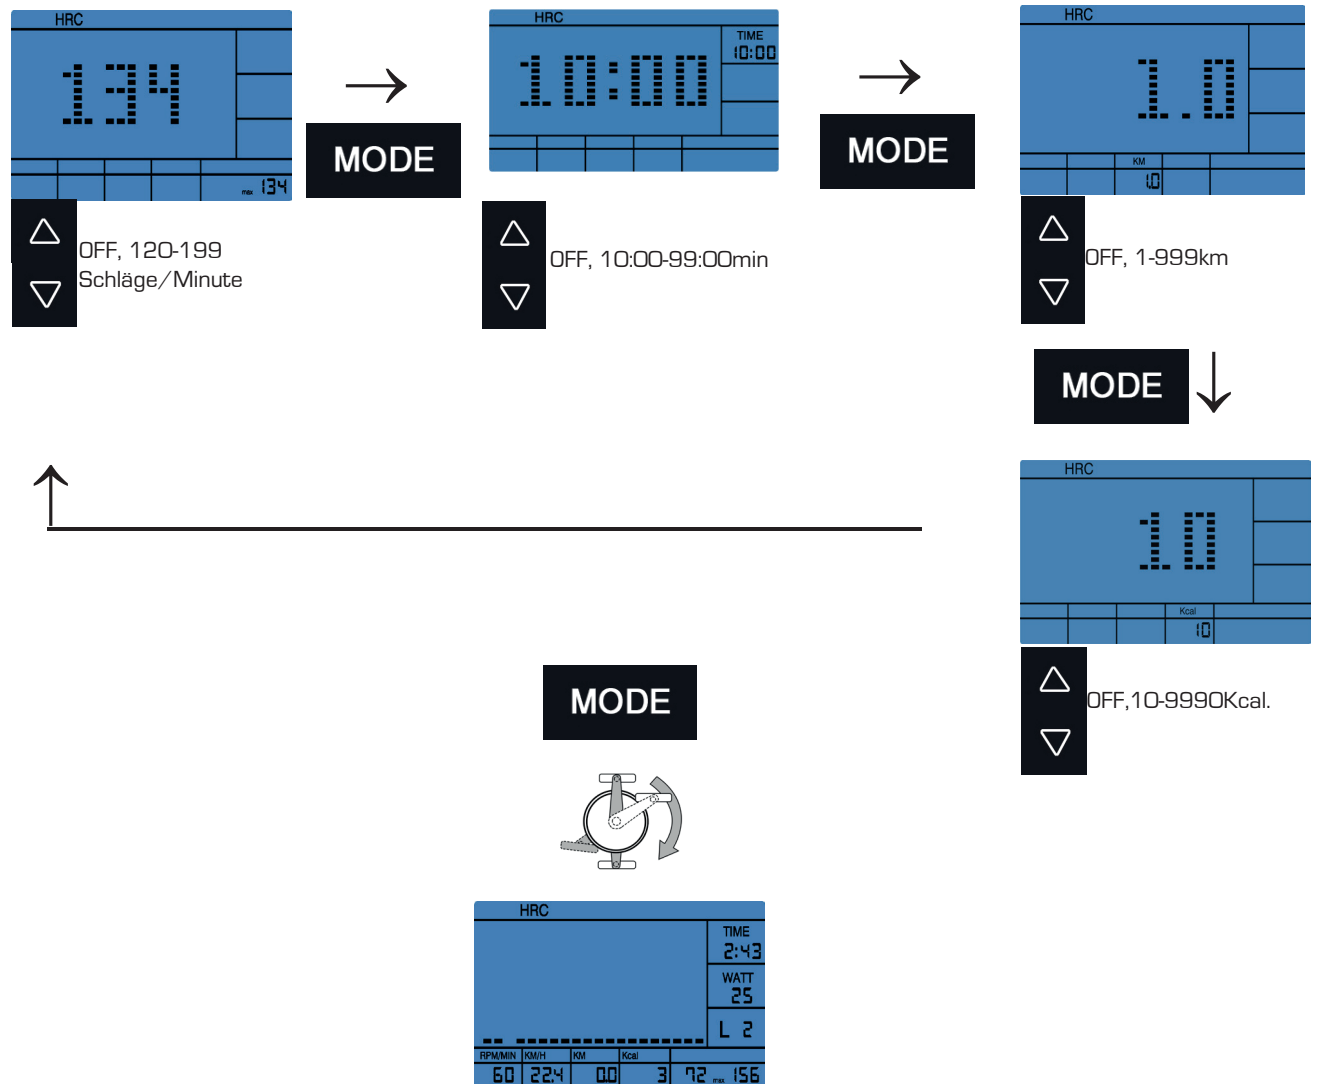 HRC
134
max 134
MODE
HRC
TIME
10:00
10:00
MODE
HRC
1.0
KM
1.0
OFF, 120-199
Schläge/Minute
OFF, 10:00-99:00min
OFF, 1-999km
MODE
HRC
10
Kcal
10
OFF,10-9990Kcal.
MODE
HRC
TIME
2:43
WATT
25
L 2
RPM/MIN KM/H KM Kcal
60 22.4 0.0 3 72 max 156